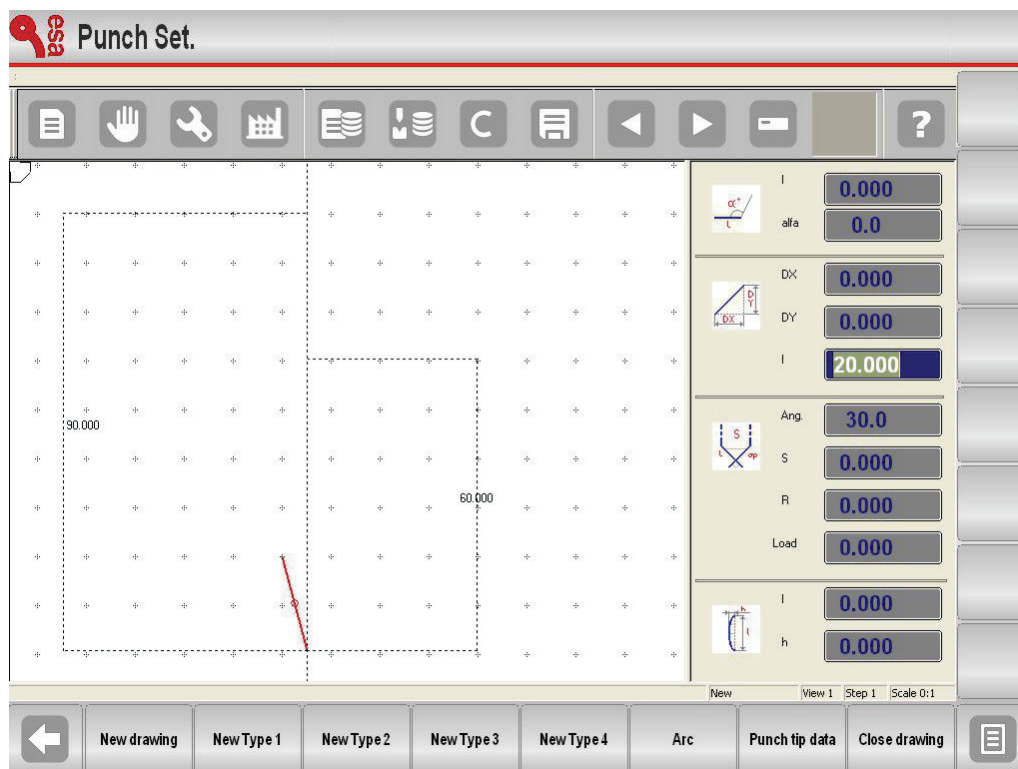 esa
Punch Set.
C
?
l
0.000
α°
L
alfa
0.0
DX
0.000
DY
DX
DY
0.000
l
20.000
90.000
Ang.
30.0
S
S
0.000
60.000
R
0.000
Load
0.000
l
0.000
h
l
h
0.000
New
View 1
Step 1
Scale 0:1
New drawing
New Type 1
New Type 2
New Type 3
New Type 4
Arc
Punch tip data
Close drawing